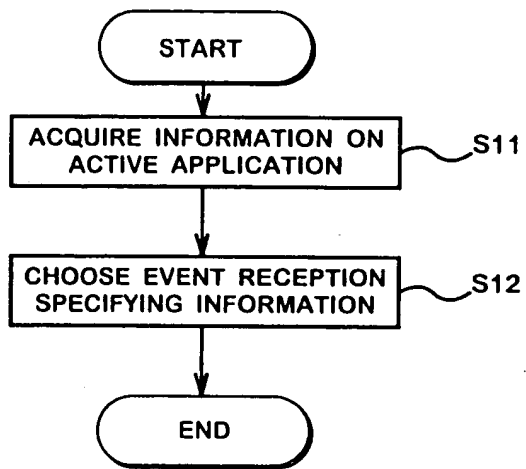 START
ACQUIRE INFORMATION ON
ACTIVE APPLICATION
S11
CHOOSE EVENT RECEPTION
SPECIFYING INFORMATION
S12
END